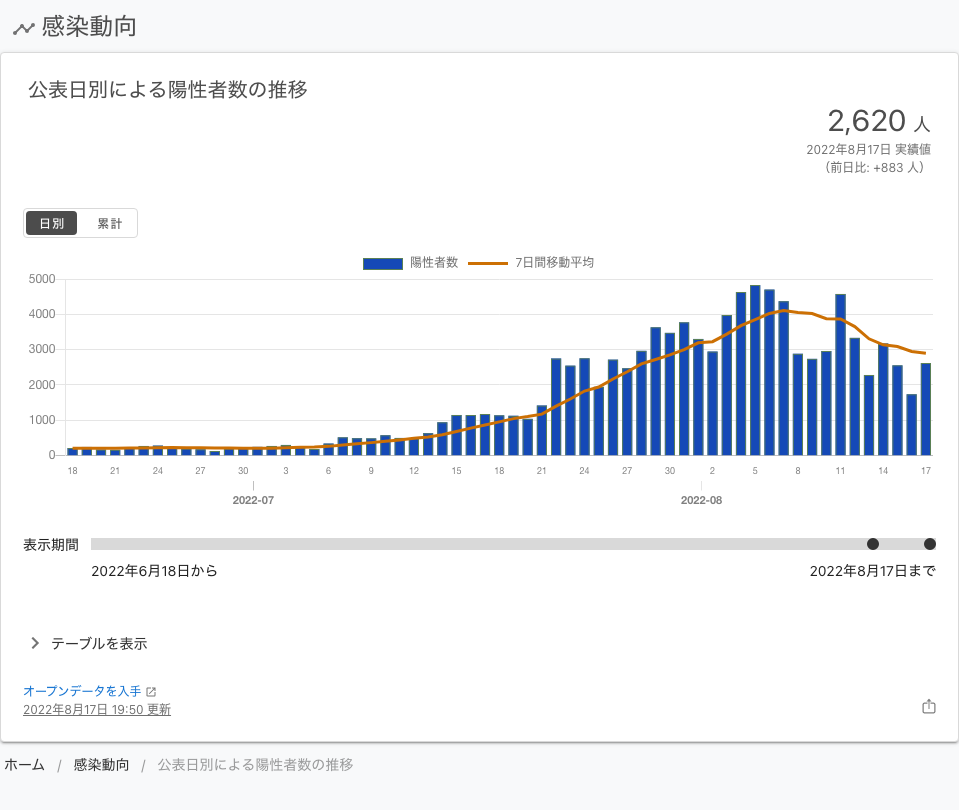 感染動向
公表日別による陽性者数の推移
2,620 人
2022年8月17日 実績値
（前日比: +883 人）
日別 累計
陽性者数 7日間移動平均
5000
4000
3000
2000
1000
0
18 21 24 27 30 3 6 9 12 15 18 21 24 27 30 2 5 8 11 14 17
2022-07 2022-08
表示期間
2022年6月18日から 2022年8月17日まで
テーブルを表示
オープンデータを入手
2022年8月17日 19:50 更新
ホーム / 感染動向 / 公表日別による陽性者数の推移